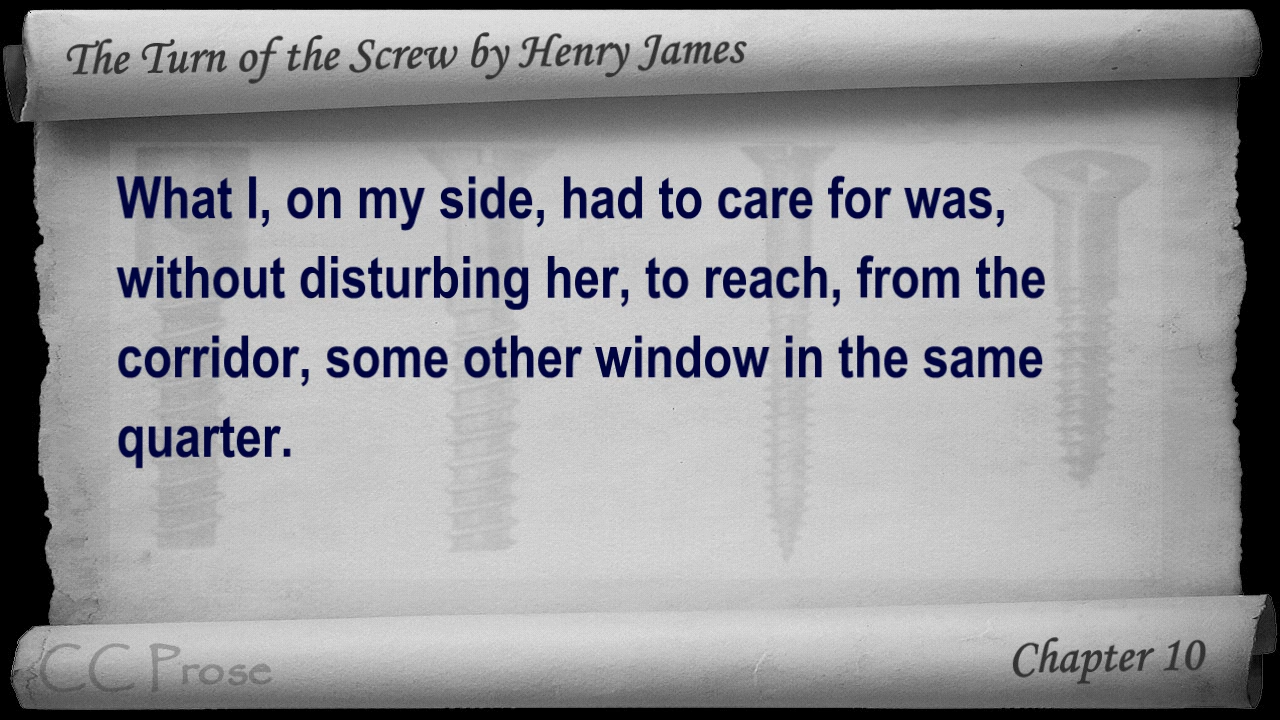 The Turn of the Screw by Henry James
What I, on my side, had to care for was,
without disturbing her, to reach, from the
corridor, some other window in the same
quarter.
CC Prose
Chapter 10